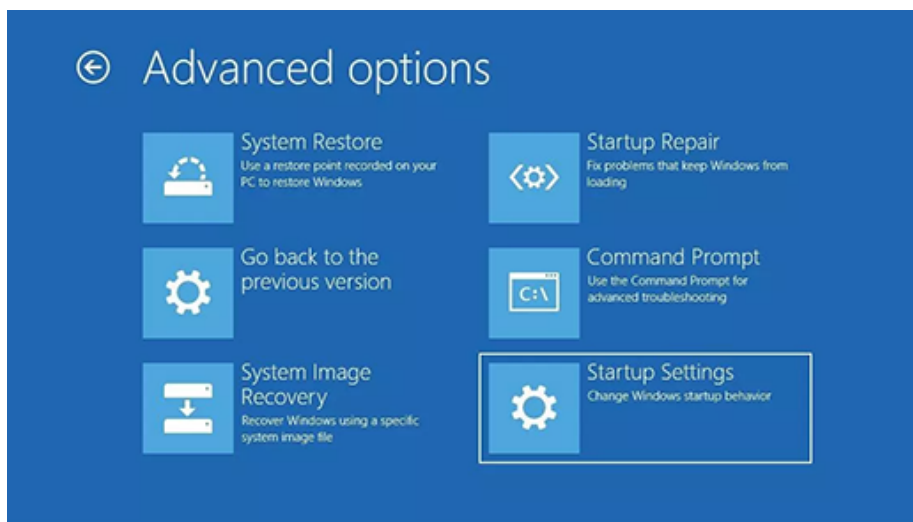 Advanced options
System Restore
Use a restore point recorded on your
PC to restore Windows
Startup Repair
Fix problems that keep Windows from
loading
Go back to the
previous version
Command Prompt
Use the Command Prompt for
advanced troubleshooting
C:\
System Image
Recovery
Recover Windows using a specific
system image file
Startup Settings
Change Windows startup behavior